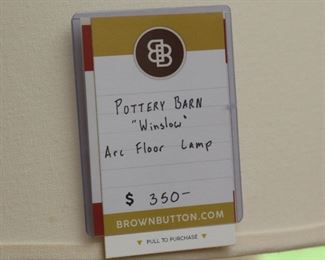 BB
POTTERY BARN
"Winslow"
Arc Floor Lamp
$ 350-
BROWNBUTTON.COM
▼ PULL TO PURCHASE ▼